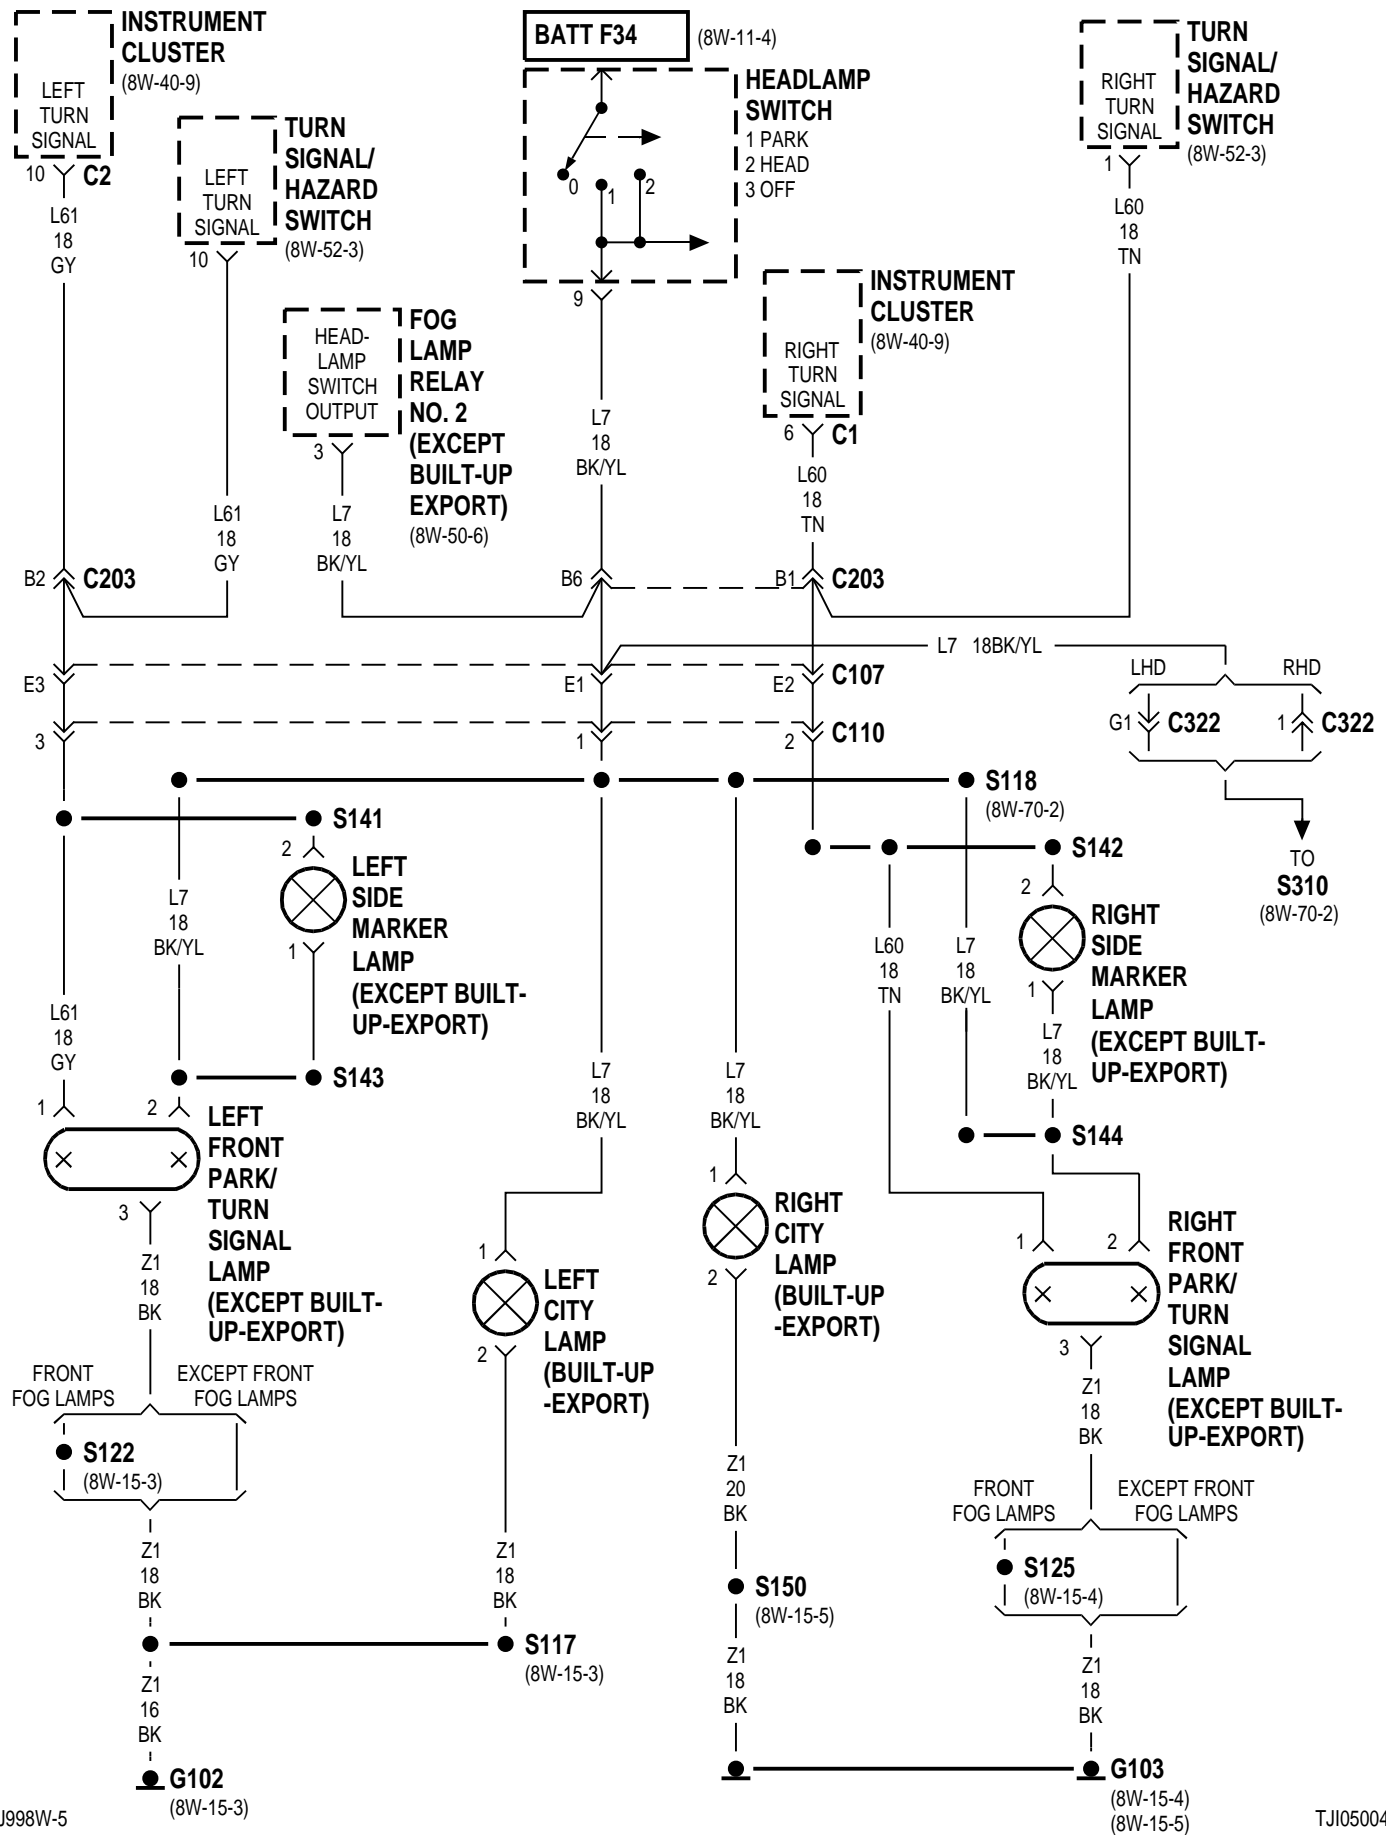 INSTRUMENT
CLUSTER
(8W-40-9)
LEFT
TURN
SIGNAL
10
C2
L61
18
GY
TURN
SIGNAL/
HAZARD
SWITCH
(8W-52-3)
LEFT
TURN
SIGNAL
10
L61
18
GY
BATT F34
(8W-11-4)
HEADLAMP
SWITCH
1 PARK
2 HEAD
3 OFF
0
1
2
9
L7
18
BK/YL
TURN
SIGNAL/
HAZARD
SWITCH
(8W-52-3)
RIGHT
TURN
SIGNAL
1
L60
18
TN
FOG
LAMP
RELAY
NO. 2
(EXCEPT
BUILT-UP
EXPORT)
(8W-50-6)
HEAD-
LAMP
SWITCH
OUTPUT
3
L7
18
BK/YL
INSTRUMENT
CLUSTER
(8W-40-9)
RIGHT
TURN
SIGNAL
6
C1
L60
18
TN
B2
C203
B6
B1
C203
L7 18BK/YL
E3
E1
E2
C107
3
1
2
C110
LHD
RHD
G1
C322
1
C322
TO
S310
(8W-70-2)
S118
(8W-70-2)
S141
2
LEFT
SIDE
MARKER
LAMP
(EXCEPT BUILT-
UP-EXPORT)
1
L7
18
BK/YL
L61
18
GY
S143
S142
2
RIGHT
SIDE
MARKER
LAMP
(EXCEPT BUILT-
UP-EXPORT)
1
L60
18
TN
L7
18
BK/YL
L7
18
BK/YL
S144
L7
18
BK/YL
L7
18
BK/YL
1
2
LEFT
FRONT
PARK/
TURN
SIGNAL
LAMP
(EXCEPT BUILT-
UP-EXPORT)
3
Z1
18
BK
1
LEFT
CITY
LAMP
(BUILT-UP
-EXPORT)
2
1
RIGHT
CITY
LAMP
(BUILT-UP
-EXPORT)
2
1
2
RIGHT
FRONT
PARK/
TURN
SIGNAL
LAMP
(EXCEPT BUILT-
UP-EXPORT)
3
Z1
18
BK
FRONT
FOG LAMPS
EXCEPT FRONT
FOG LAMPS
S122
(8W-15-3)
Z1
18
BK
Z1
18
BK
Z1
20
BK
FRONT
FOG LAMPS
EXCEPT FRONT
FOG LAMPS
S125
(8W-15-4)
S150
(8W-15-5)
S117
(8W-15-3)
Z1
16
BK
Z1
18
BK
Z1
18
BK
G102
(8W-15-3)
G103
(8W-15-4)
(8W-15-5)
J998W-5
TJI05004